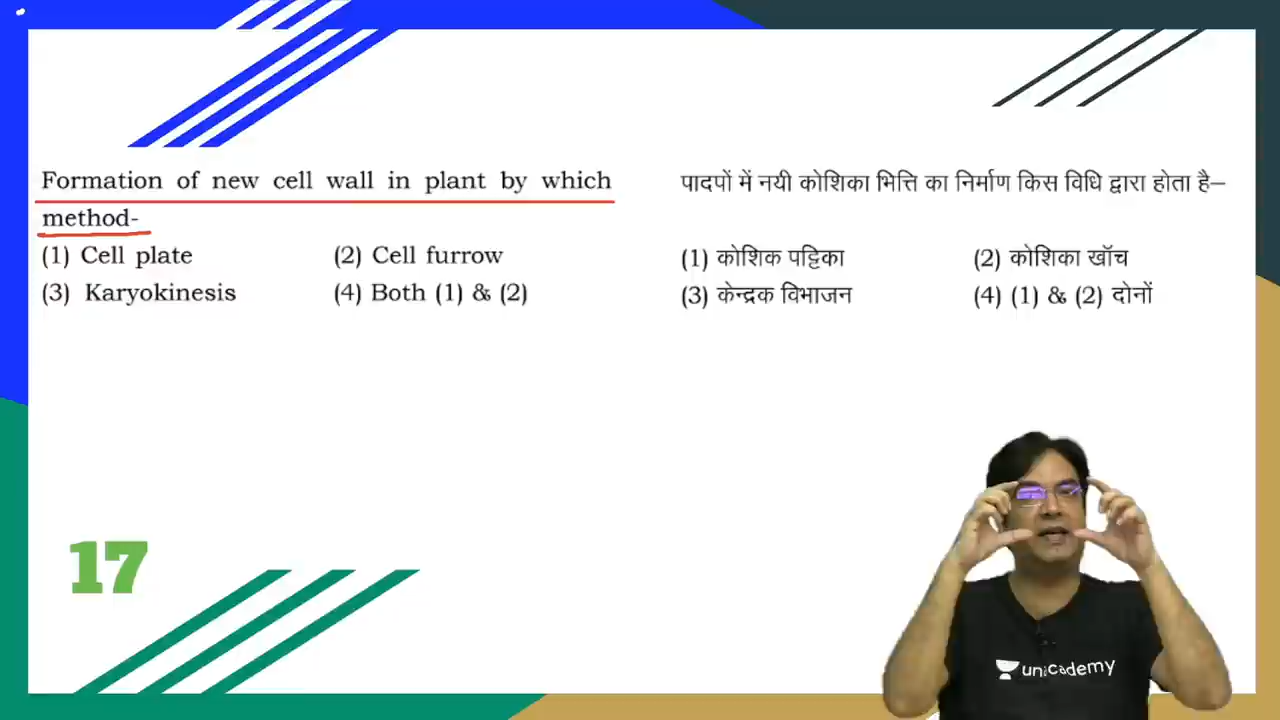 Formation of new cell wall in plant by which
method-
(1) Cell plate (2) Cell furrow
(3) Karyokinesis (4) Both (1) & (2)
पादपों में नयी कोशिका भित्ति का निर्माण किस विधि द्वारा होता है–
(1) कोशिक पट्टिका (2) कोशिका खॉच
(3) केन्द्रक विभाजन (4) (1) & (2) दोनों
17
unacademy